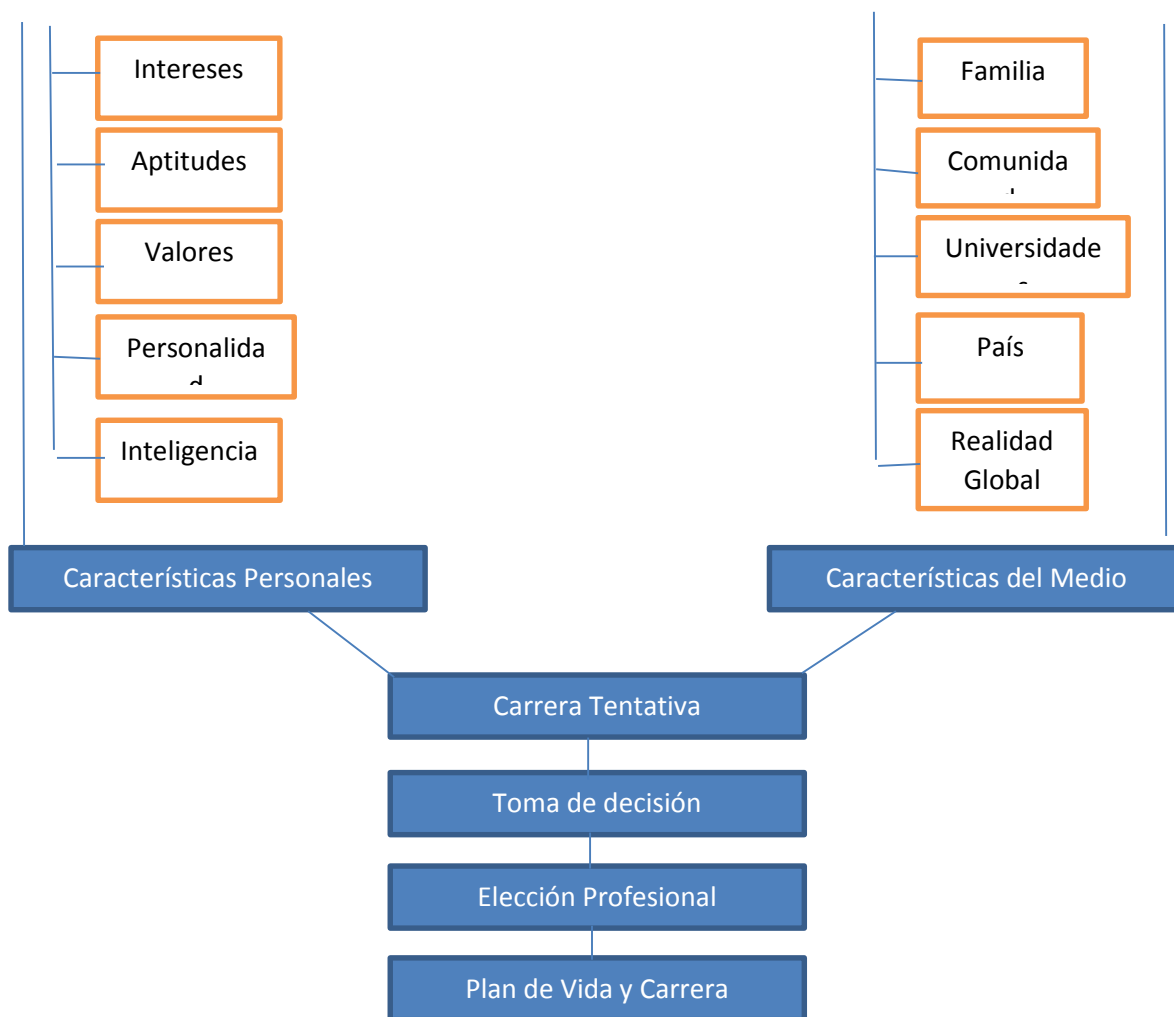 Intereses
Aptitudes
Valores
Personalida
d
Inteligencia
Familia
Comunida
Universidade
s
País
Realidad
Global
Características Personales
Características del Medio
Carrera Tentativa
Toma de decisión
Elección Profesional
Plan de Vida y Carrera